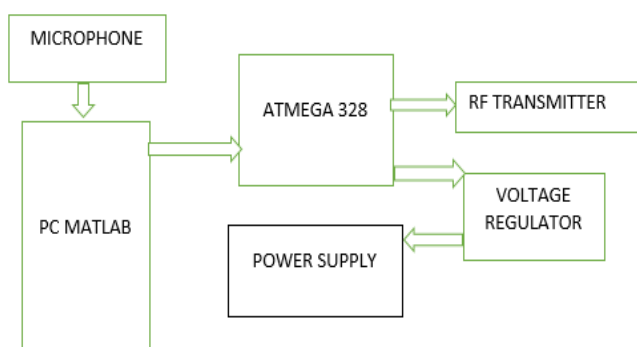 MICROPHONE
ATMEGA 328
RF TRANSMITTER
PC MATLAB
VOLTAGE
REGULATOR
POWER SUPPLY